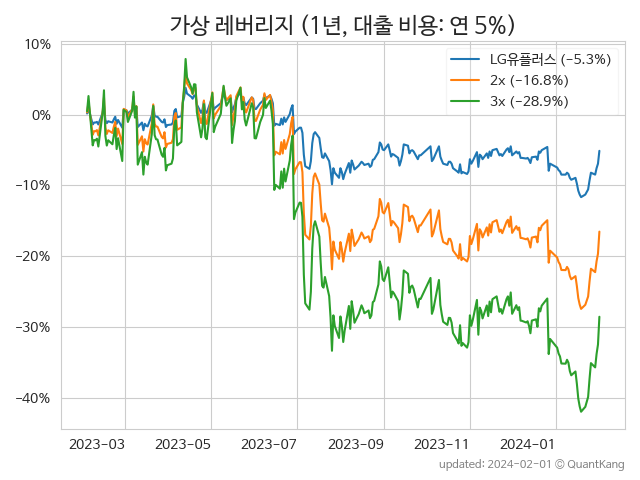 가상 레버리지 (1년, 대출 비용: 연 5%)
LG유플러스 (−5.3%)
2x (−16.8%)
3x (−28.9%)
10%
0%
−10%
−20%
−30%
−40%
2023-03 2023-05 2023-07 2023-09 2023-11 2024-01
updated: 2024-02-01 © QuantKang